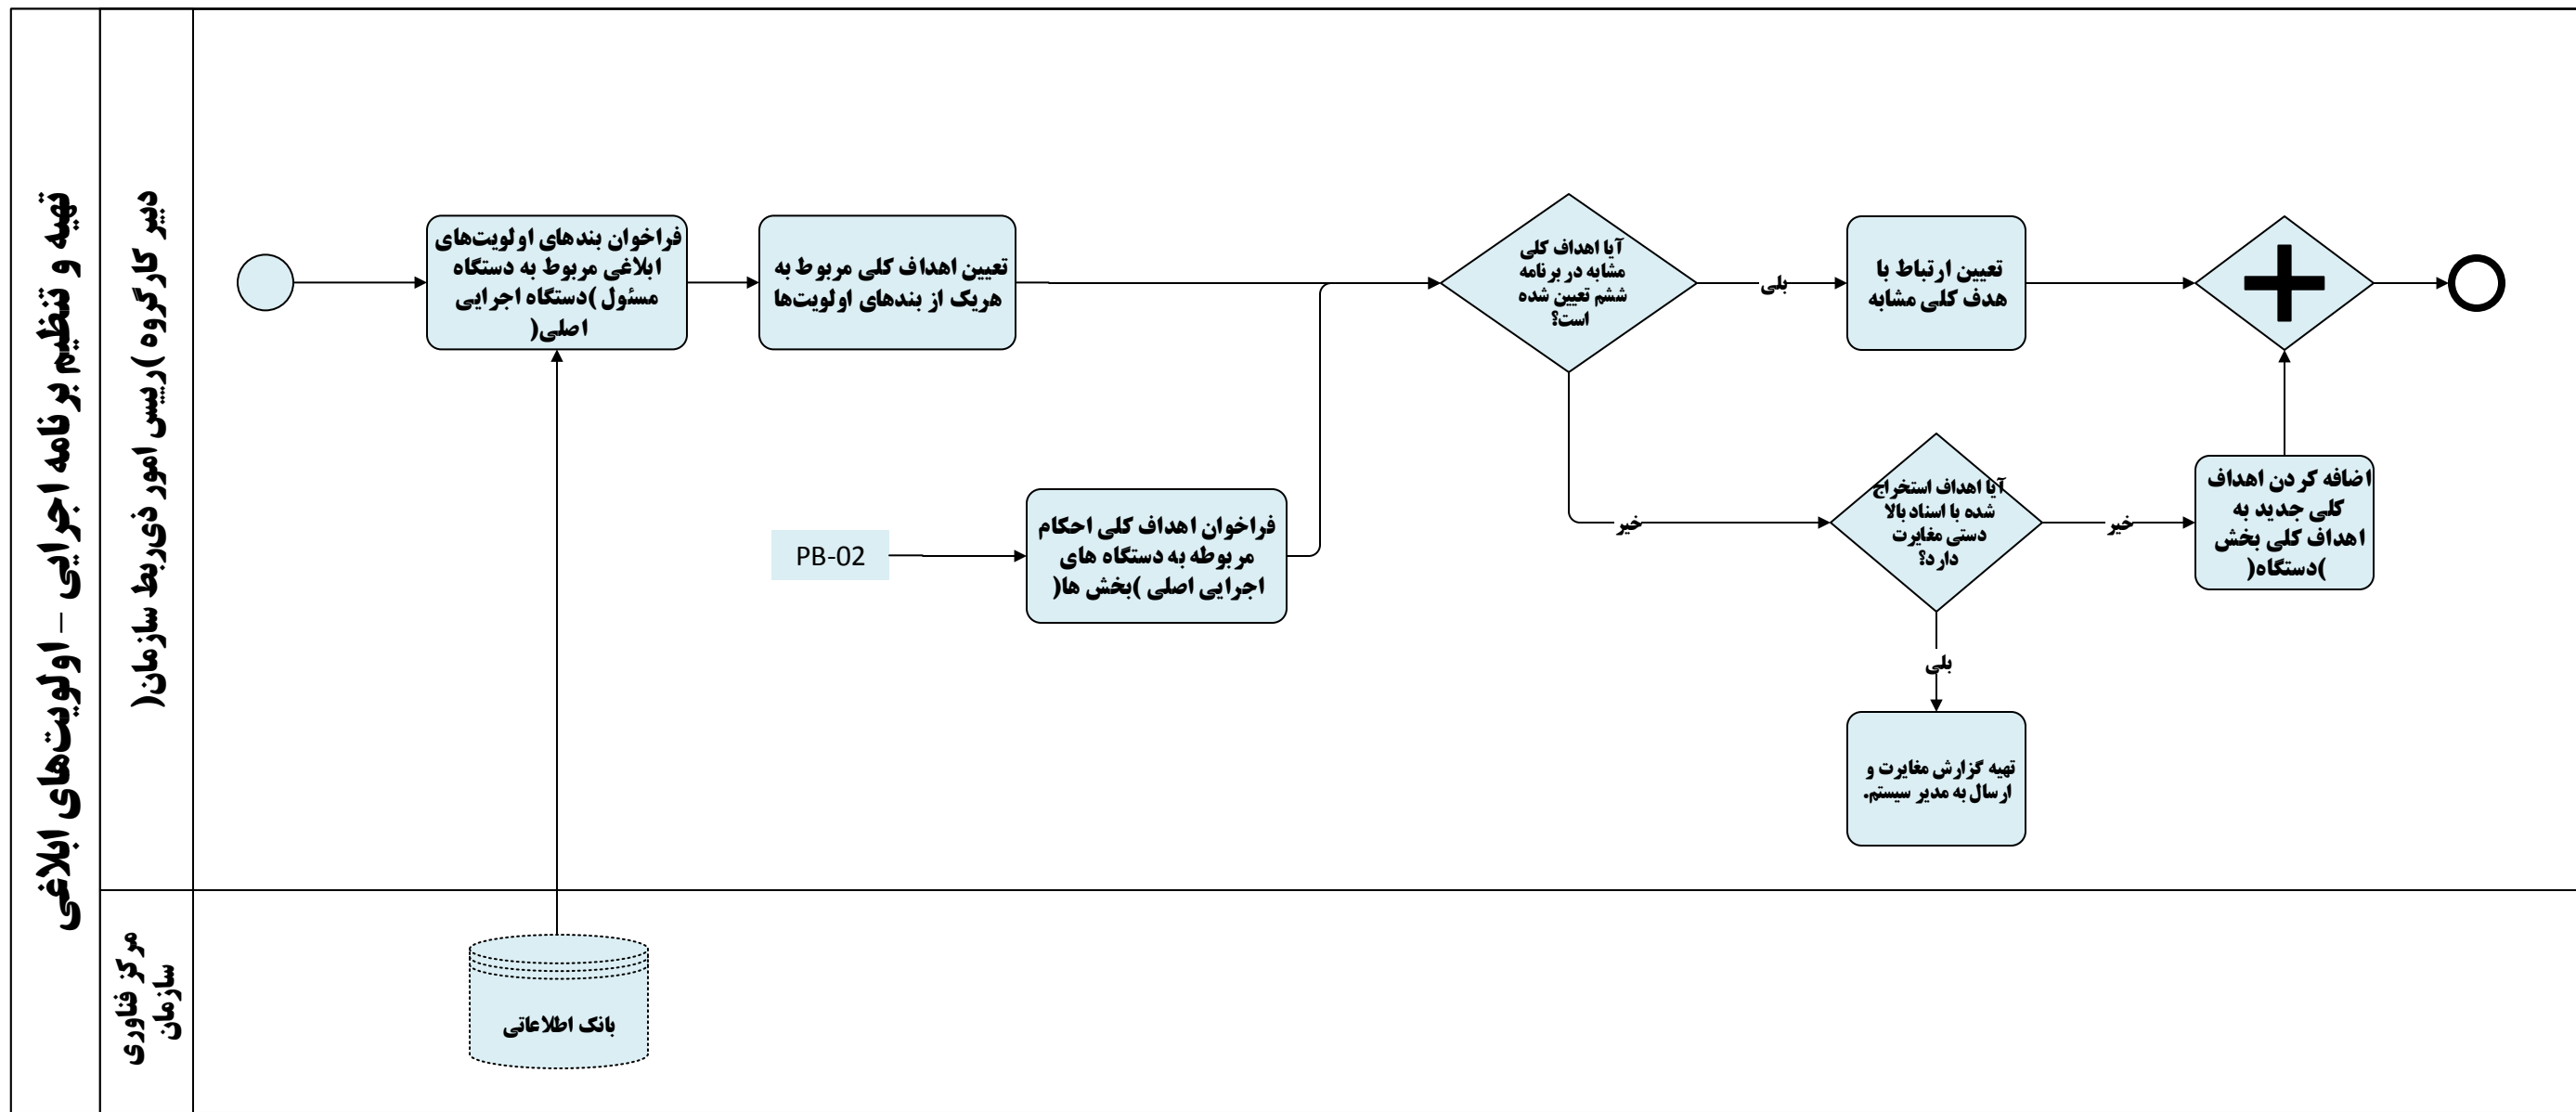 تهیه و تنظیم برنامه اجرایی – اولویت‌های ابلاغی
دبیر کارگروه )رییس امور ذی‌ربط سازمان(
فراخوان بندهای اولویت‌های
ابلاغی مربوط به دستگاه
مسئول )دستگاه اجرایی
اصلی(
تعیین اهداف کلی مربوط به
هریک از بندهای اولویت‌ها
آیا اهداف کلی
مشابه در برنامه
ششم تعیین شده
است؟
بلی
تعیین ارتباط با
هدف کلی مشابه
PB-02
فراخوان اهداف کلی احکام
مربوطه به دستگاه های
اجرایی اصلی )بخش ها(
خیر
آیا اهداف استخراج
شده با اسناد بالا
دستی مغایرت
دارد؟
خیر
اضافه کردن اهداف
کلی جدید به
اهداف کلی بخش
)دستگاه(
بلی
تهیه گزارش مغایرت و
ارسال به مدیر سیستم.
مرکز فناوری
سازمان
بانک اطلاعاتی